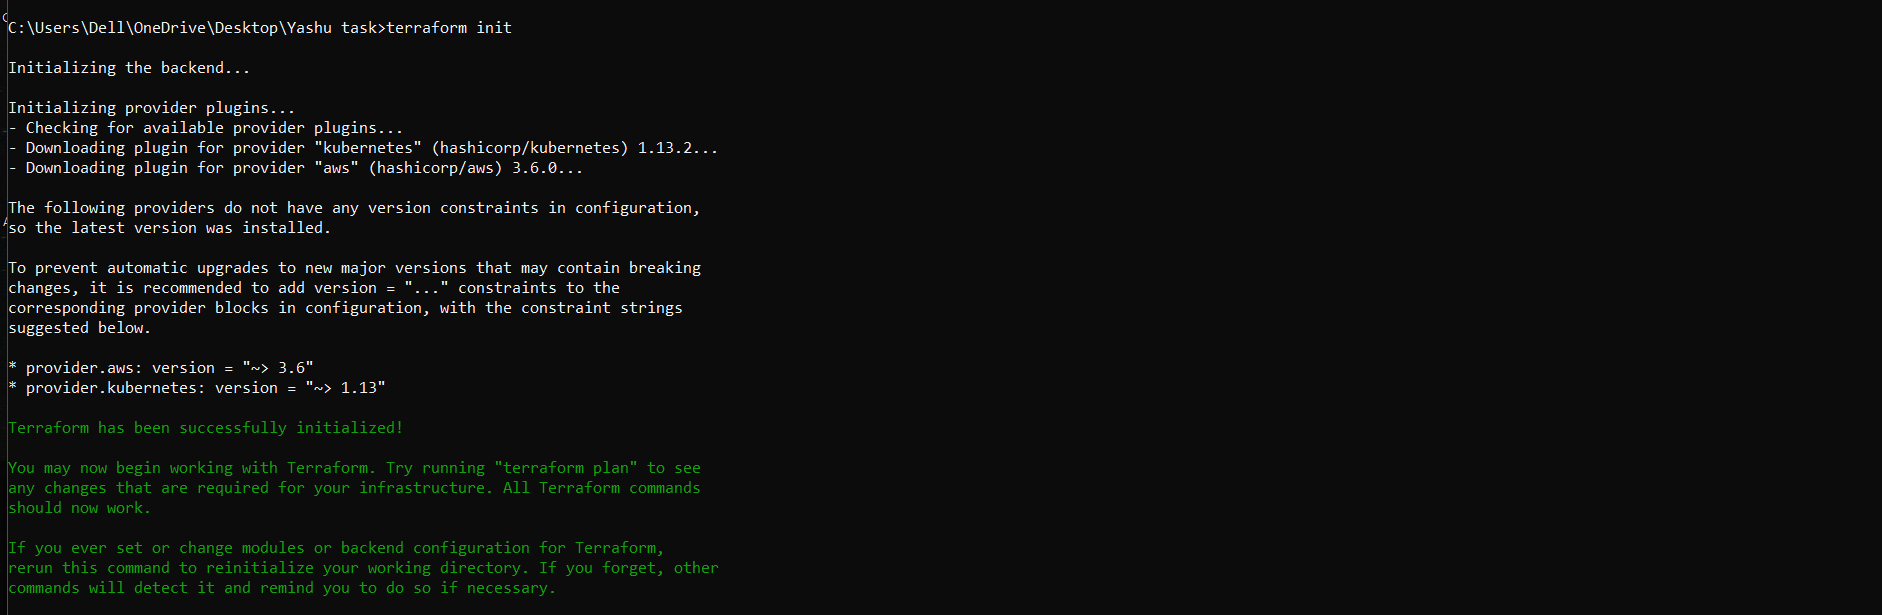 C:\Users\Dell\OneDrive\Desktop\Yashu task>terraform init
Initializing the backend...
Initializing provider plugins...
- Checking for available provider plugins...
- Downloading plugin for provider "kubernetes" (hashicorp/kubernetes) 1.13.2...
- Downloading plugin for provider "aws" (hashicorp/aws) 3.6.0...
The following providers do not have any version constraints in configuration,
so the latest version was installed.
To prevent automatic upgrades to new major versions that may contain breaking
changes, it is recommended to add version = "..." constraints to the
corresponding provider blocks in configuration, with the constraint strings
suggested below.
* provider.aws: version = "~> 3.6"
* provider.kubernetes: version = "~> 1.13"
Terraform has been successfully initialized!
You may now begin working with Terraform. Try running "terraform plan" to see
any changes that are required for your infrastructure. All Terraform commands
should now work.
If you ever set or change modules or backend configuration for Terraform,
rerun this command to reinitialize your working directory. If you forget, other
commands will detect it and remind you to do so if necessary.